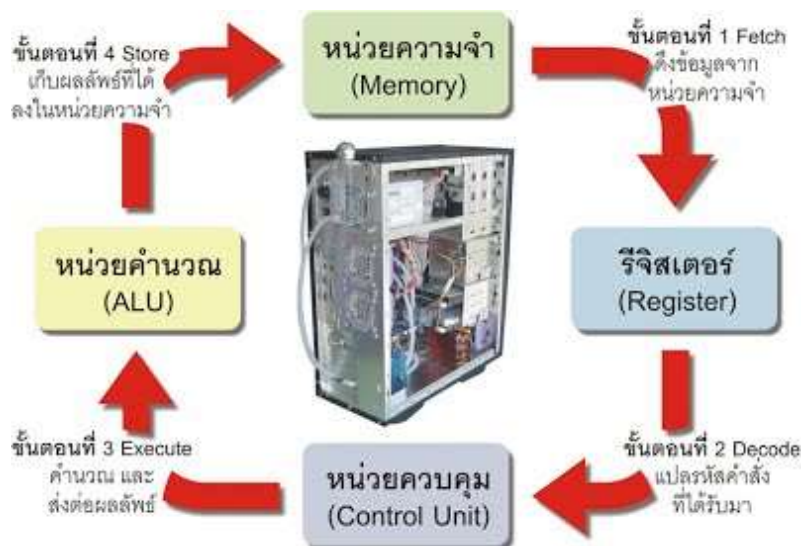 ขั้นตอนที่ 4 Store
เก็บผลลัพธ์ที่ได้
ลงในหน่วยความจำ
หน่วยความจำ
(Memory)
ขั้นตอนที่ 1 Fetch
ดึงข้อมูลจาก
หน่วยความจำ
หน่วยคำนวณ
(ALU)
รีจิสเตอร์
(Register)
ขั้นตอนที่ 3 Execute
คำนวณ และ
ส่งต่อผลลัพธ์
หน่วยควบคุม
(Control Unit)
ขั้นตอนที่ 2 Decode
แปลรหัสคำสั่ง
ที่ได้รับมา